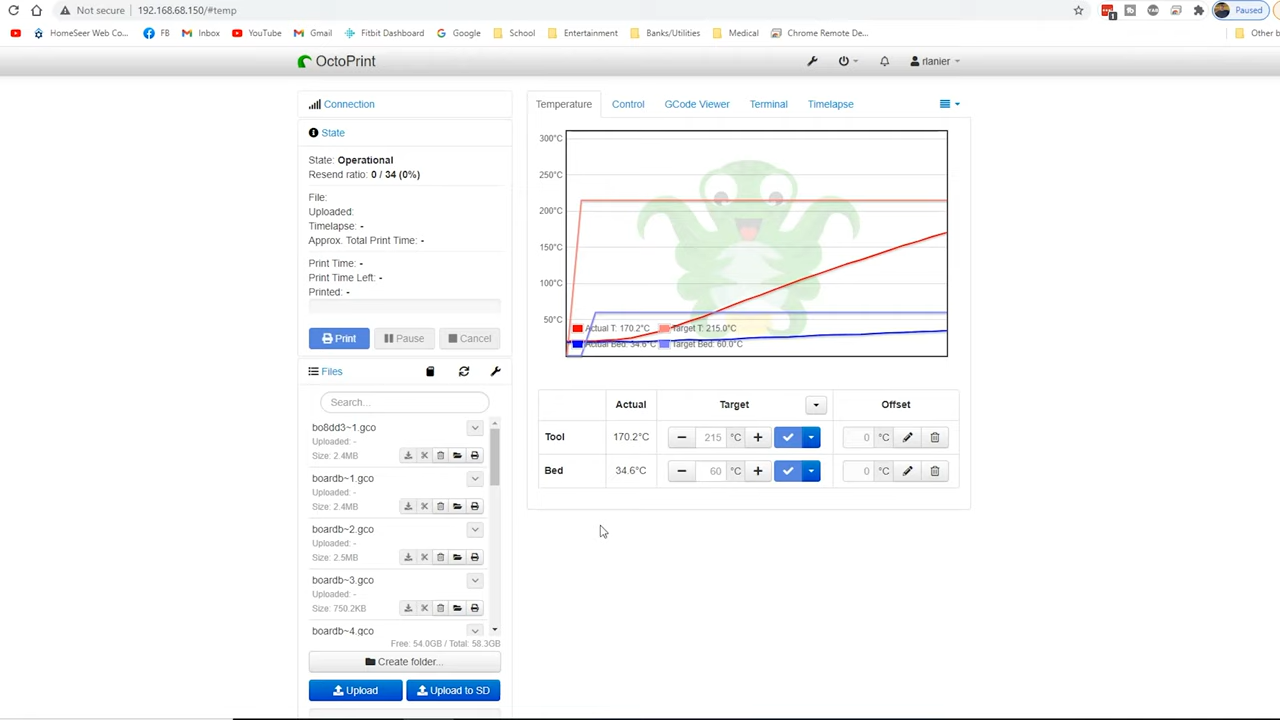 Not secure | 192.168.68.150/#temp
1
Paused
HomeSeer Web Co...
FB
Inbox
YouTube
Gmail
Fitbit Dashboard
Google
School
Entertainment
Banks/Utilities
Medical
Chrome Remote De...
Other b
OctoPrint
rlanier
Connection
State
State: Operational
Resend ratio: 0 / 34 (0%)
File:
Uploaded:
Timelapse: -
Approx. Total Print Time: -
Print Time: -
Print Time Left: -
Printed: -
Print
Pause
Cancel
Files
Search...
bo8dd3~1.gco
Uploaded: -
Size: 2.4MB
boardb~1.gco
Uploaded: -
Size: 2.4MB
boardb~2.gco
Uploaded: -
Size: 2.5MB
boardb~3.gco
Uploaded: -
Size: 750.2KB
boardb~4.gco
Free: 54.0GB / Total: 58.3GB
Create folder...
Upload
Upload to SD
Temperature
Control
GCode Viewer
Terminal
Timelapse
300°C
250°C
200°C
150°C
100°C
50°C
Actual T: 170.2°C
Target T: 215.0°C
Actual Bed: 34.6°C
Target Bed: 60.0°C
Actual
Target
Offset
Tool
170.2°C
215 °C
0 °C
Bed
34.6°C
60 °C
0 °C